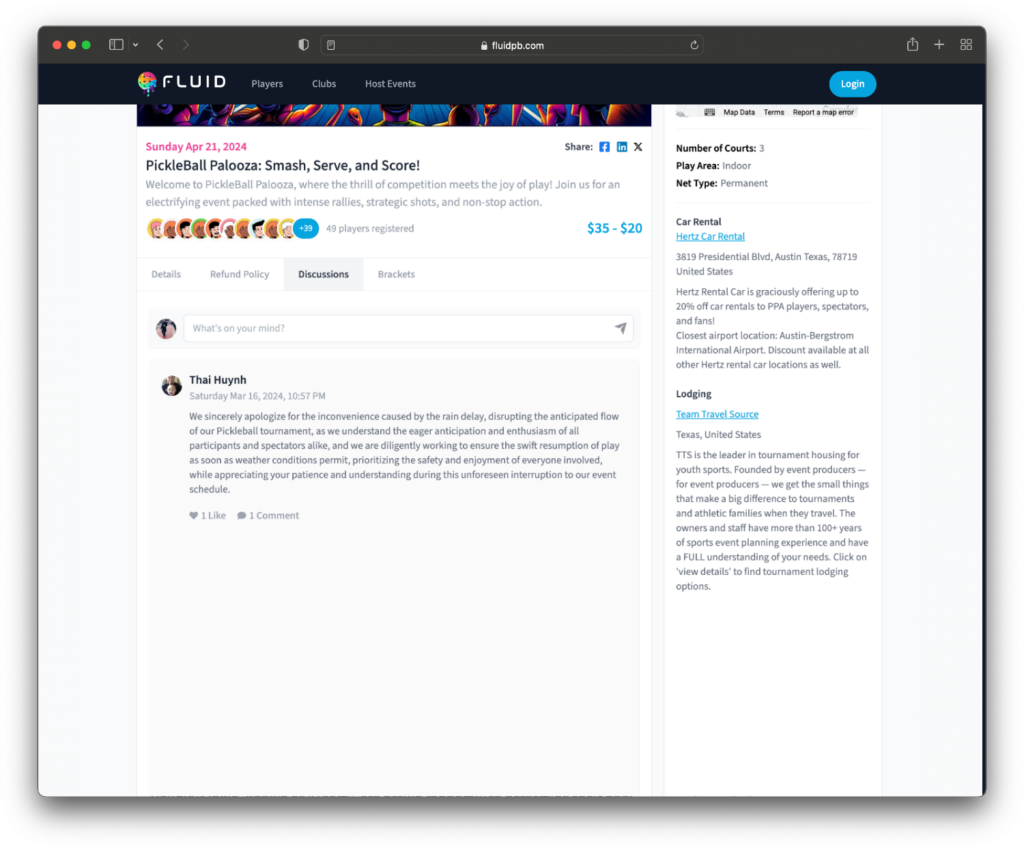 fluidpb.com
FLUID
Players
Clubs
Host Events
Login
Sunday Apr 21, 2024
Share:
PickleBall Palooza: Smash, Serve, and Score!
Welcome to PickleBall Palooza, where the thrill of competition meets the joy of play! Join us for an
electrifying event packed with intense rallies, strategic shots, and non-stop action.
+39
49 players registered
$35 - $20
Details
Refund Policy
Discussions
Brackets
What's on your mind?
Thai Huynh
Saturday Mar 16, 2024, 10:57 PM
We sincerely apologize for the inconvenience caused by the rain delay, disrupting the anticipated flow
of our Pickleball tournament, as we understand the eager anticipation and enthusiasm of all
participants and spectators alike, and we are diligently working to ensure the swift resumption of play
as soon as weather conditions permit, prioritizing the safety and enjoyment of everyone involved,
while appreciating your patience and understanding during this unforeseen interruption to our event
schedule.
1 Like
1 Comment
Map Data
Terms
Report a map error
Number of Courts: 3
Play Area: Indoor
Net Type: Permanent
Car Rental
Hertz Car Rental
3819 Presidential Blvd, Austin Texas, 78719
United States
Hertz Rental Car is graciously offering up to
20% off car rentals to PPA players, spectators,
and fans!
Closest airport location: Austin-Bergstrom
International Airport. Discount available at all
other Hertz rental car locations as well.
Lodging
Team Travel Source
Texas, United States
TTS is the leader in tournament housing for
youth sports. Founded by event producers —
for event producers — we get the small things
that make a big difference to tournaments
and athletic families when they travel. The
owners and staff have more than 100+ years
of sports event planning experience and have
a FULL understanding of your needs. Click on
'view details' to find tournament lodging
options.